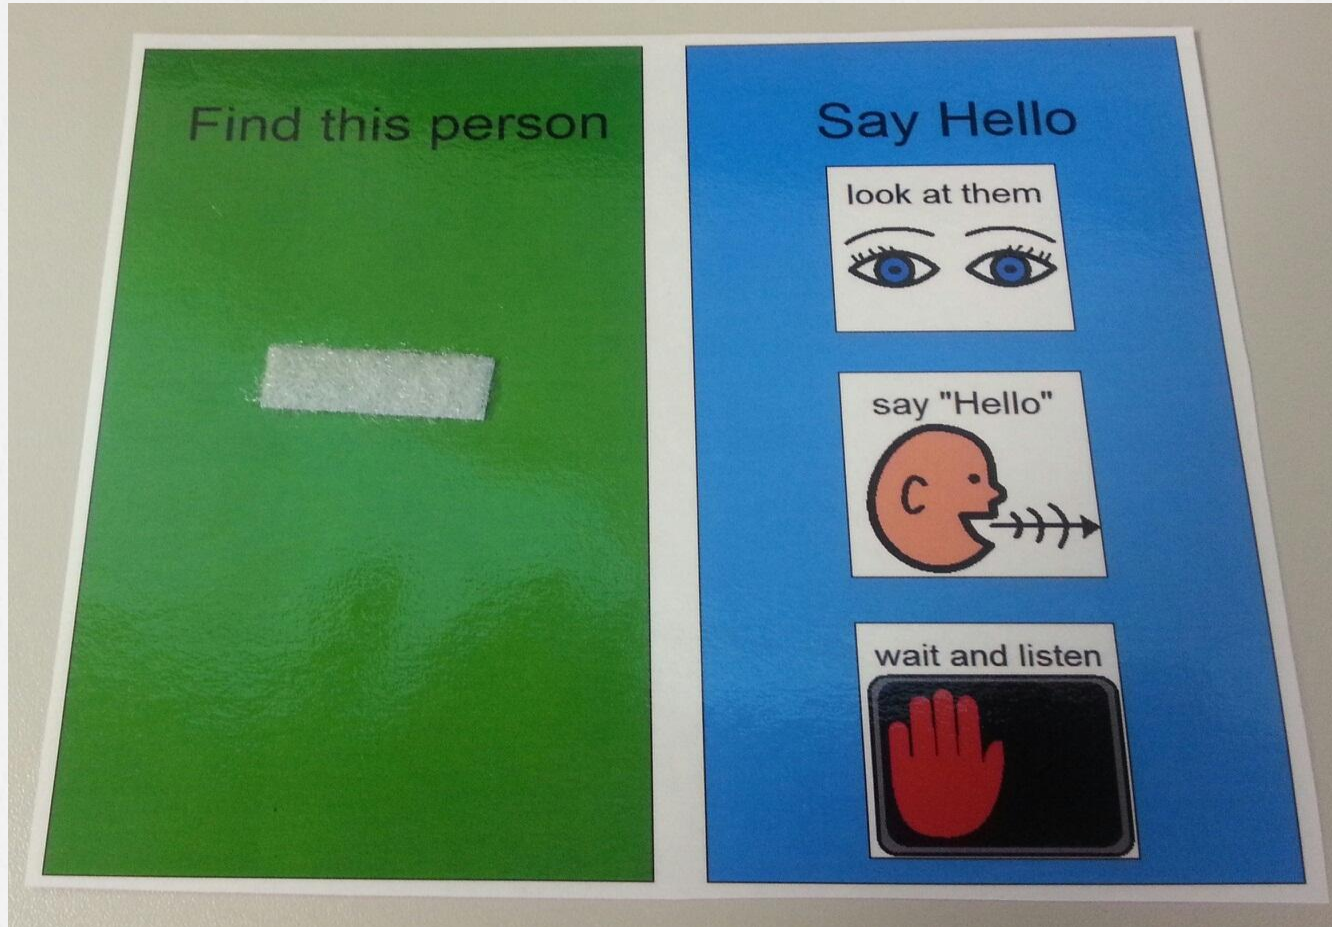 Find this person
Say Hello
look at them
say "Hello"
wait and listen